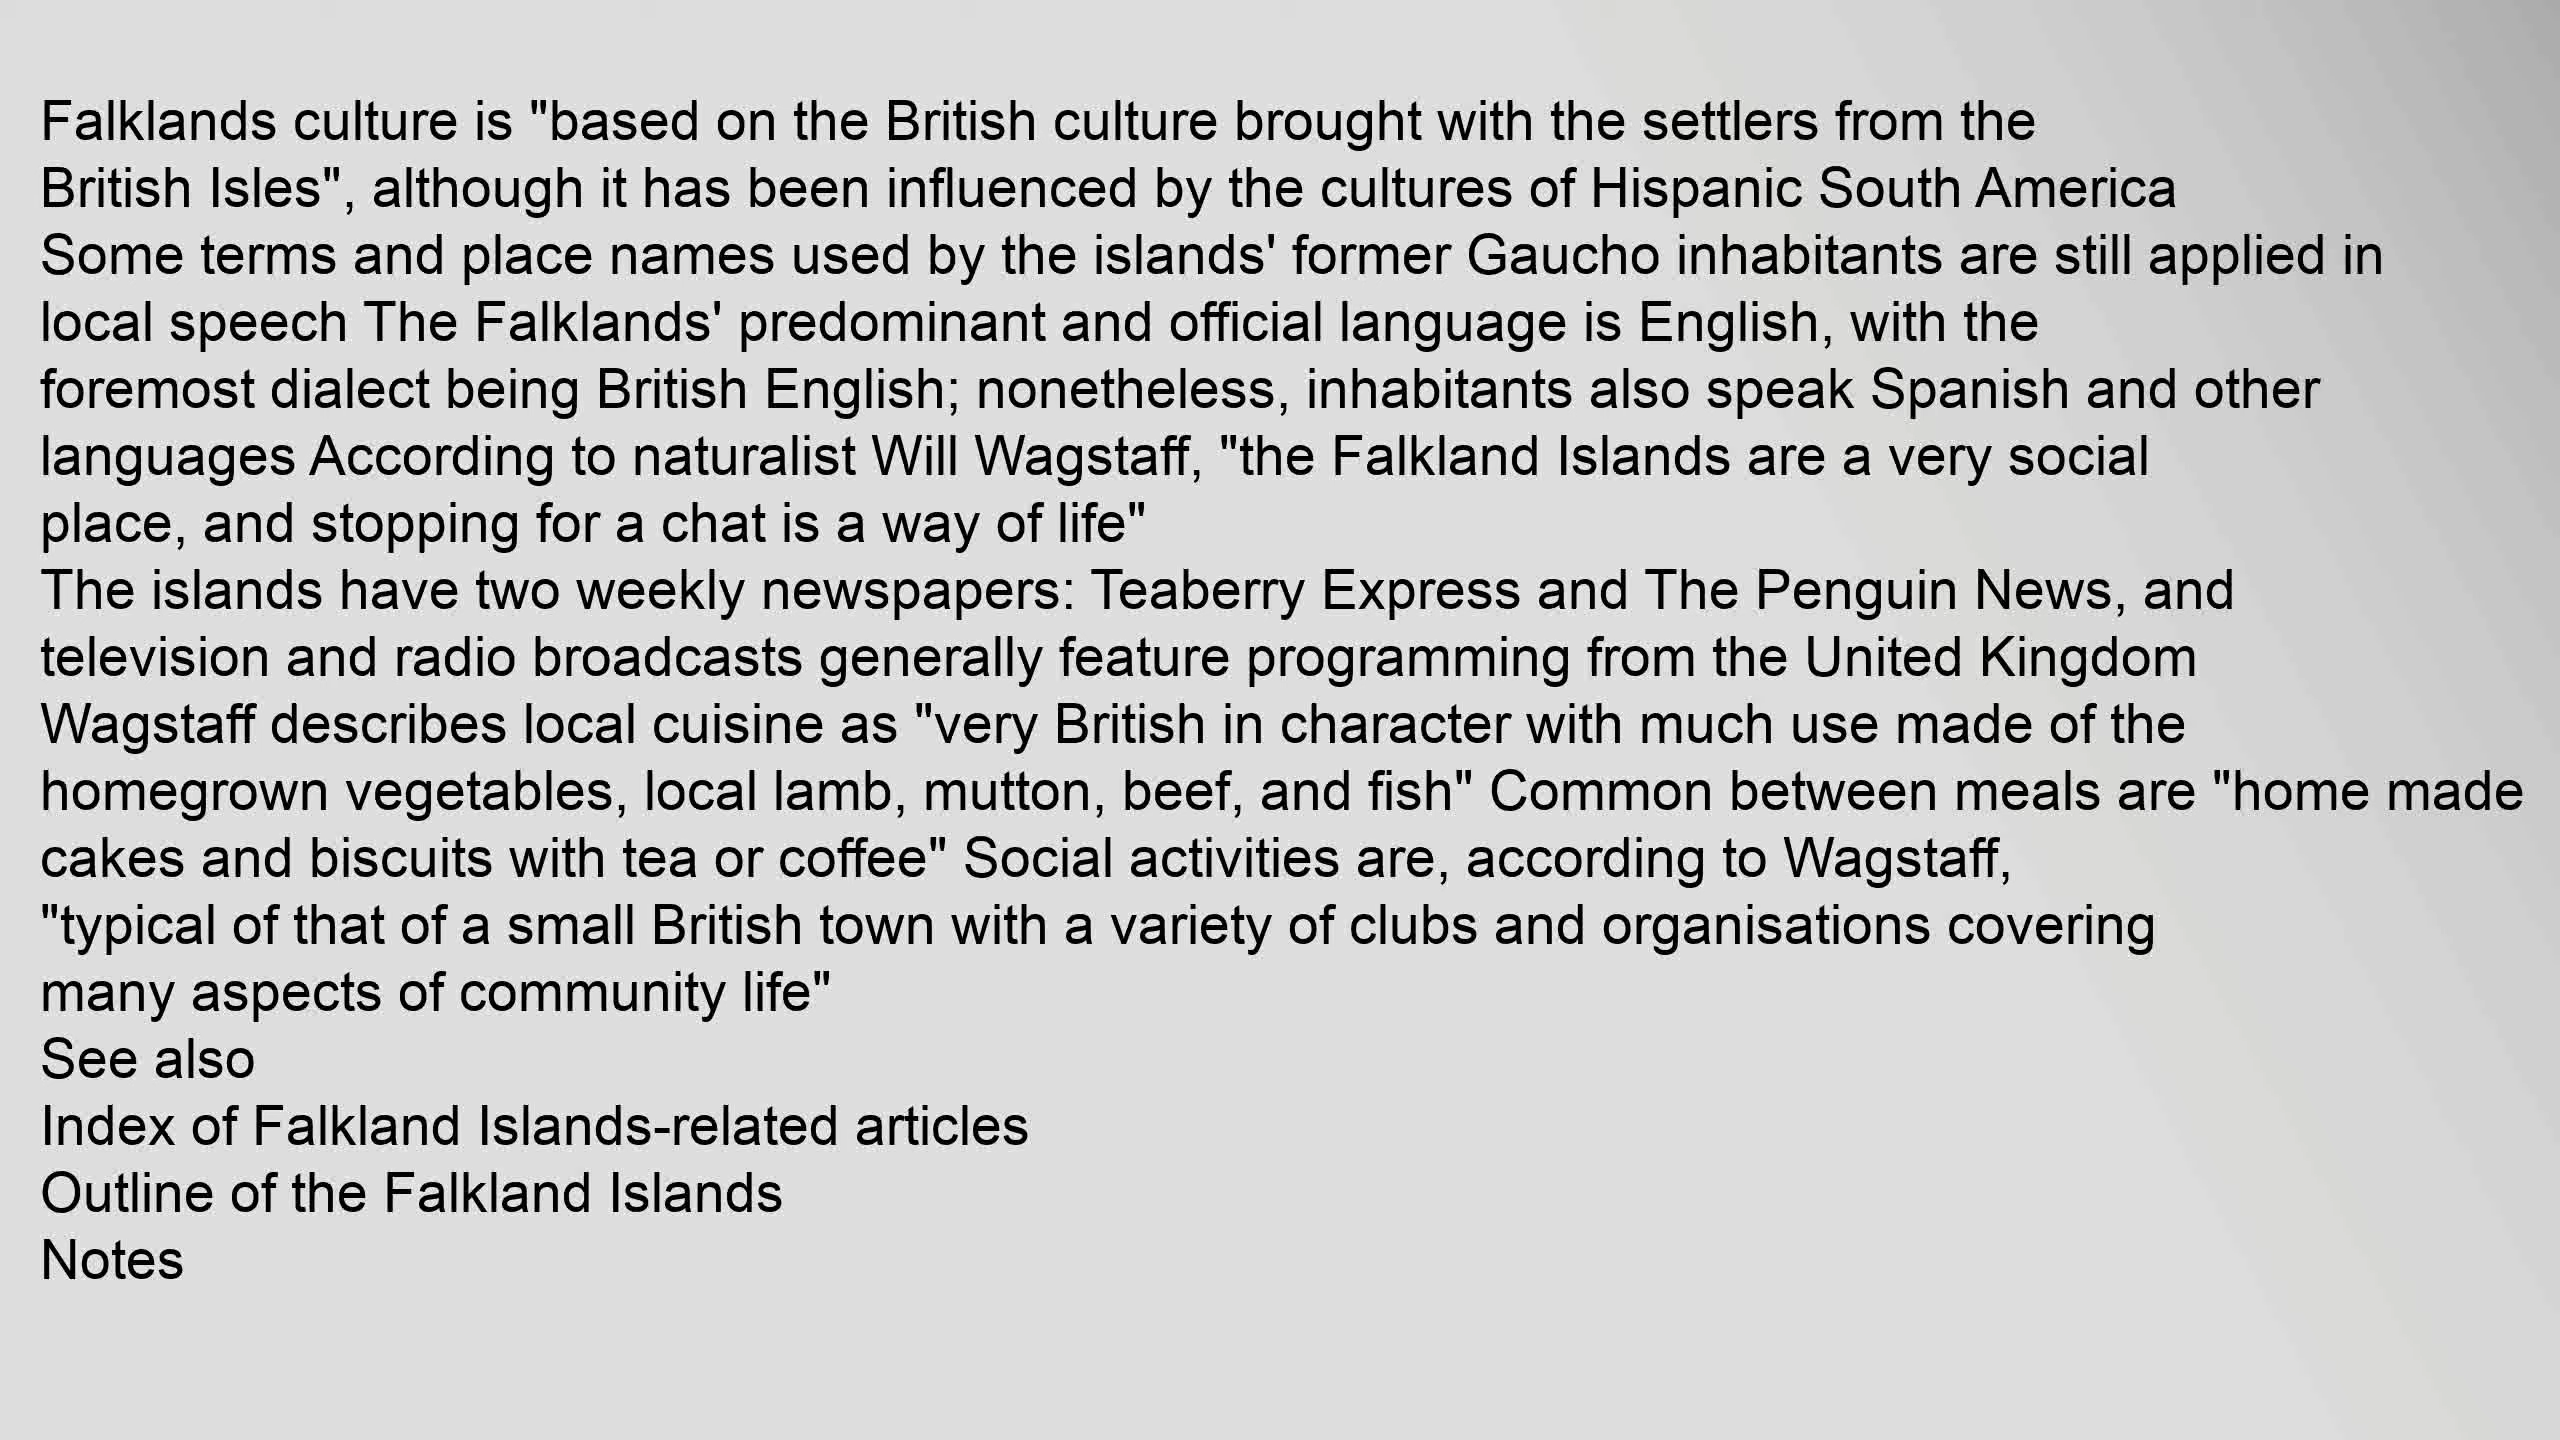 Falklands culture is "based on the British culture brought with the settlers from the
British Isles", although it has been influenced by the cultures of Hispanic South America
Some terms and place names used by the islands' former Gaucho inhabitants are still applied in
local speech The Falklands' predominant and official language is English, with the
foremost dialect being British English; nonetheless, inhabitants also speak Spanish and other
languages According to naturalist Will Wagstaff, "the Falkland Islands are a very social
place, and stopping for a chat is a way of life"
The islands have two weekly newspapers: Teaberry Express and The Penguin News, and
television and radio broadcasts generally feature programming from the United Kingdom
Wagstaff describes local cuisine as "very British in character with much use made of the
homegrown vegetables, local lamb, mutton, beef, and fish" Common between meals are "home made
cakes and biscuits with tea or coffee" Social activities are, according to Wagstaff,
"typical of that of a small British town with a variety of clubs and organisations covering
many aspects of community life"
See also
Index of Falkland Islands-related articles
Outline of the Falkland Islands
Notes